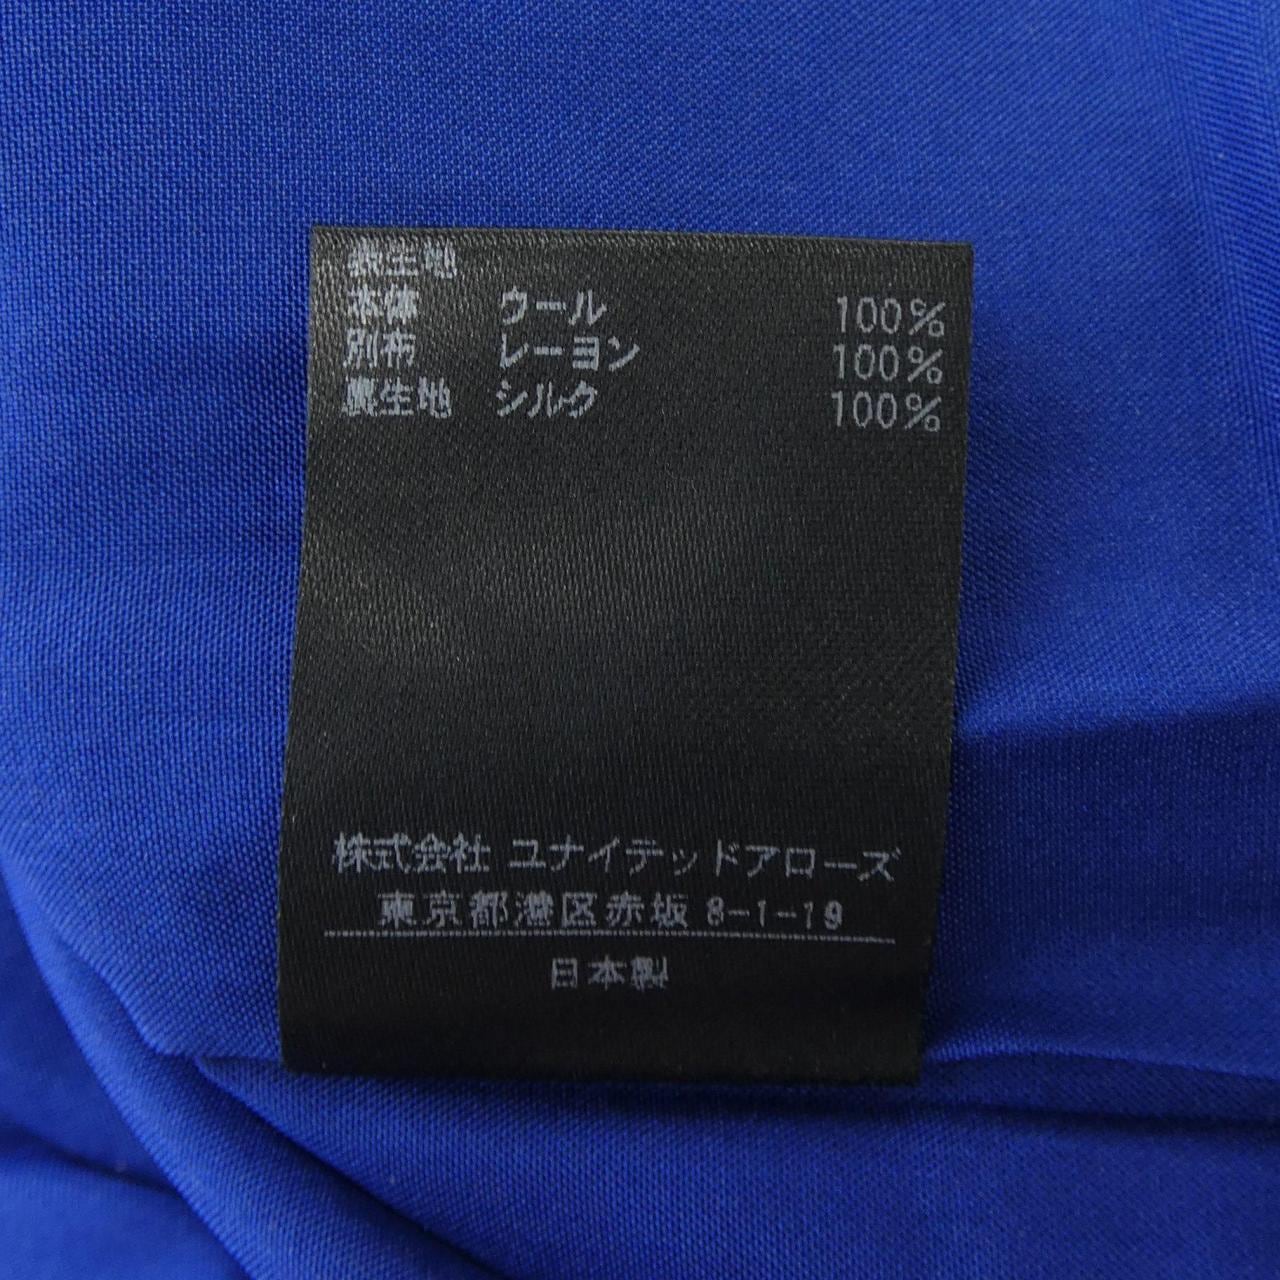 表生地
本体 ウール 100%
別布 レーヨン 100%
裏生地 シルク 100%
株式会社 ユナイテッドアローズ
東京都港区赤坂 8-1-19
日本製